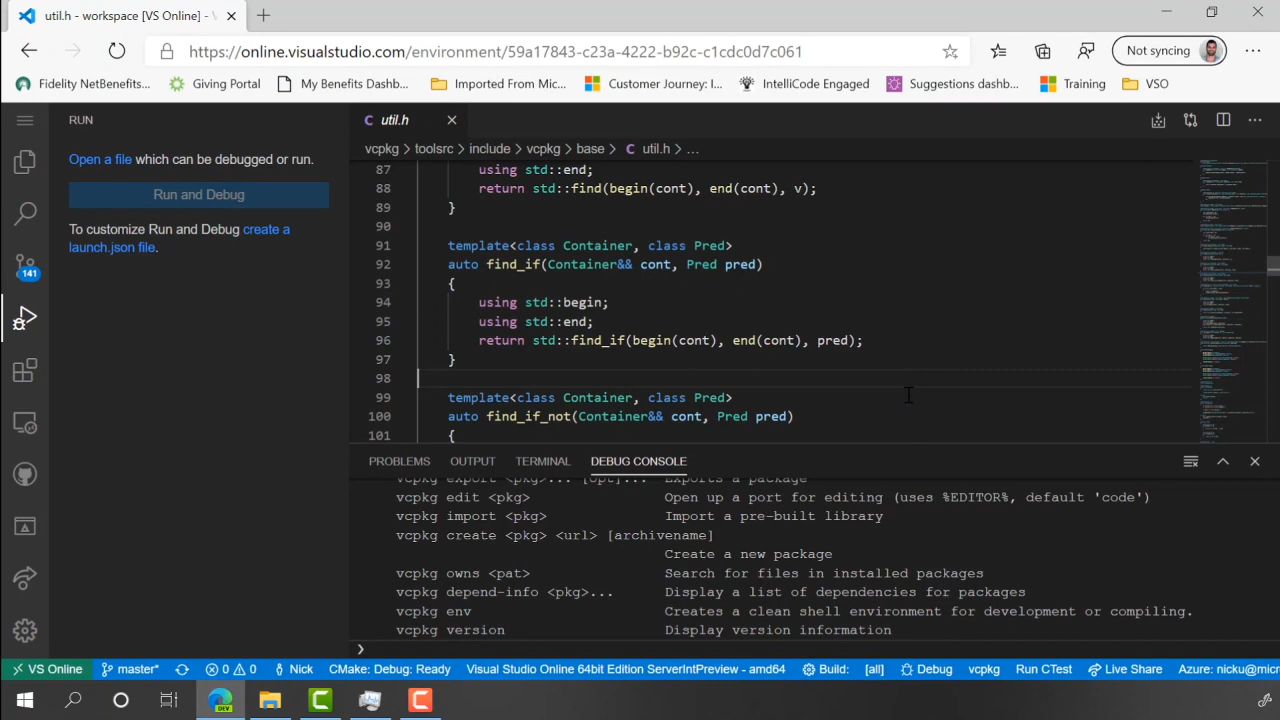 util.h - workspace [VS Online] - V
https://online.visualstudio.com/environment/59a17843-c23a-4222-b92c-c1cdc0d7c061
Not syncing
Fidelity NetBenefits... Giving Portal My Benefits Dashb... Imported From Mic... Customer Journey: I... IntelliCode Engaged Suggestions dashb... Training VSO
RUN
Open a file which can be debugged or run.
Run and Debug
To customize Run and Debug create a
launch.json file.
141
util.h
vcpkg > toolsrc > include > vcpkg > base > C util.h > ...
87 using std::end;
88 return std::find(begin(cont), end(cont), v);
89 }
90
91 template<class Container, class Pred>
92 auto find_if(Container&& cont, Pred pred)
93 {
94 using std::begin;
95 using std::end;
96 return std::find_if(begin(cont), end(cont), pred);
97 }
98
99 template<class Container, class Pred>
100 auto find_if_not(Container&& cont, Pred pred)
101 {
PROBLEMS OUTPUT TERMINAL DEBUG CONSOLE
vcpkg export <pkg>... [opt]... Exports a package
vcpkg edit <pkg> Open up a port for editing (uses %EDITOR%, default 'code')
vcpkg import <pkg> Import a pre-built library
vcpkg create <pkg> <url> [archivename]
Create a new package
vcpkg owns <pat> Search for files in installed packages
vcpkg depend-info <pkg>... Display a list of dependencies for packages
vcpkg env Creates a clean shell environment for development or compiling.
vcpkg version Display version information
VS Online master* 0 0 Nick CMake: Debug: Ready Visual Studio Online 64bit Edition ServerIntPreview - amd64 Build: [all] Debug vcpkg Run CTest Live Share Azure: nicku@micr
DEV